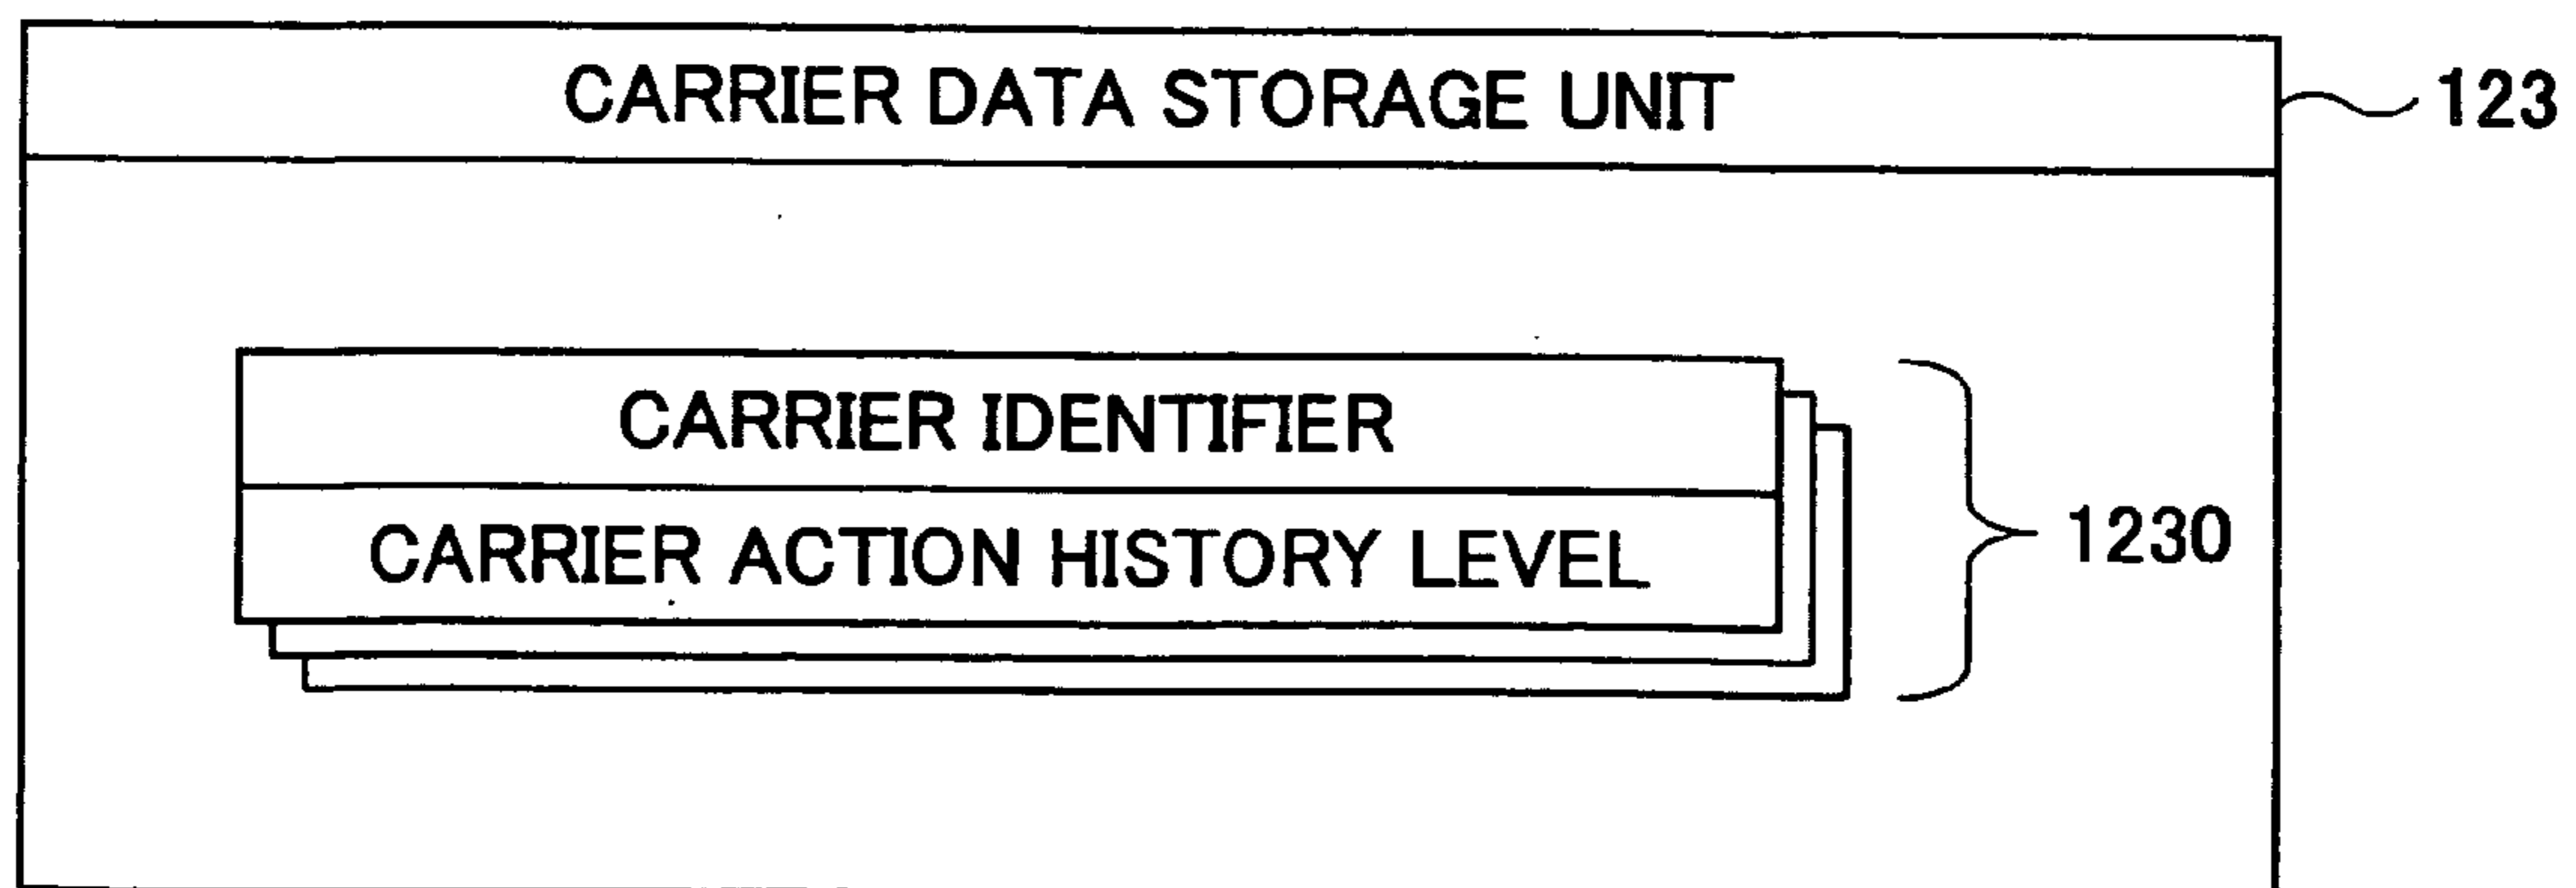 CARRIER DATA STORAGE UNIT
123
CARRIER IDENTIFIER
CARRIER ACTION HISTORY LEVEL
1230